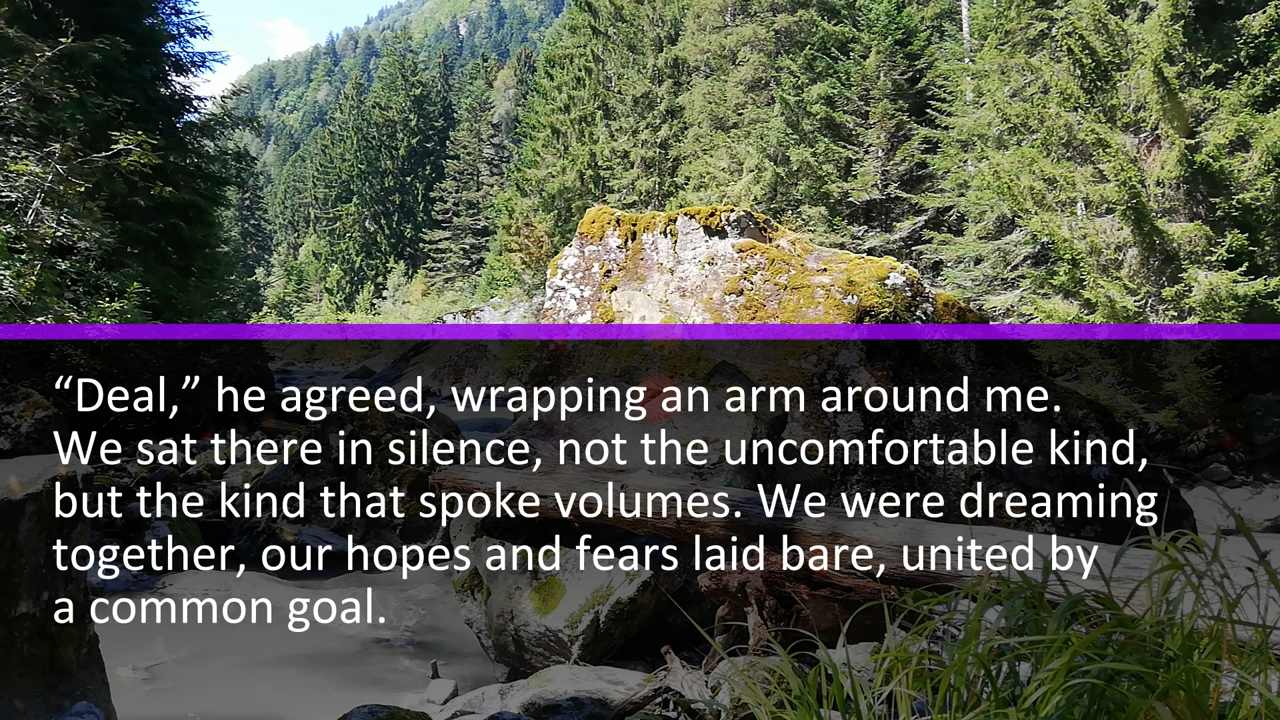 “Deal,” he agreed, wrapping an arm around me.
We sat there in silence, not the uncomfortable kind,
but the kind that spoke volumes. We were dreaming
together, our hopes and fears laid bare, united by
a common goal.